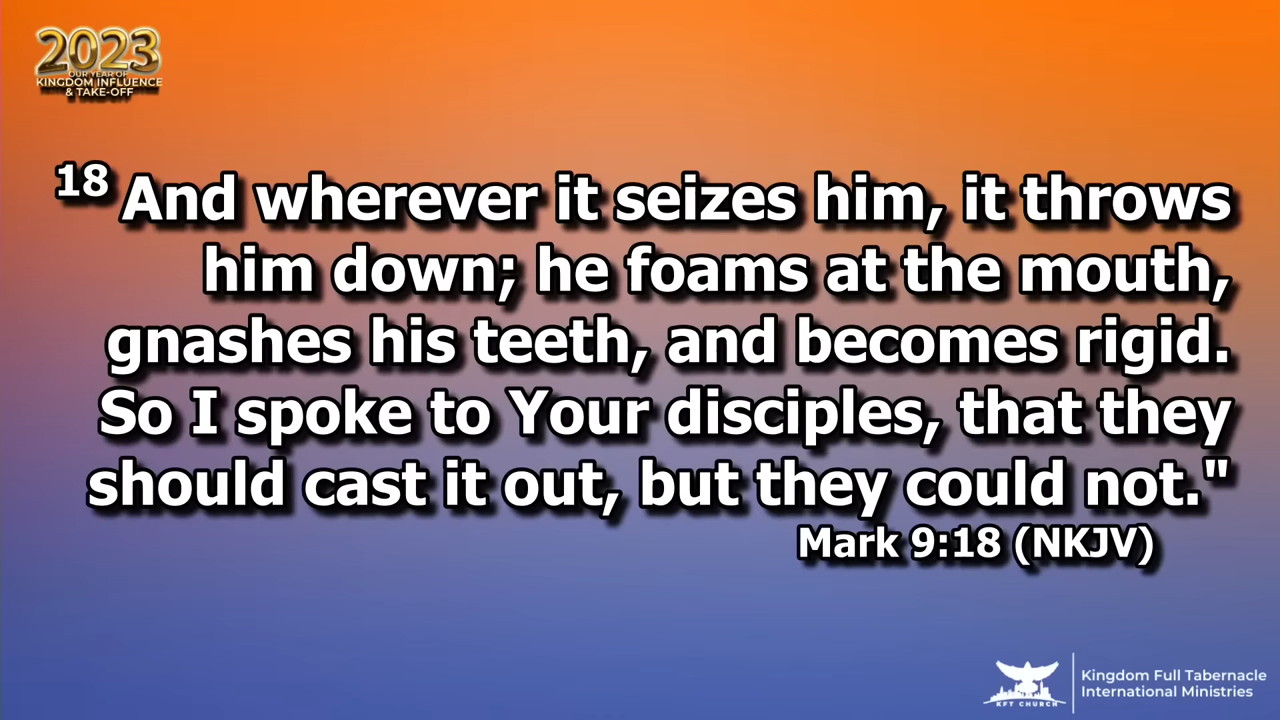 2023
OUR YEAR OF
KINGDOM INFLUENCE
& TAKE-OFF
18 And wherever it seizes him, it throws
him down; he foams at the mouth,
gnashes his teeth, and becomes rigid.
So I spoke to Your disciples, that they
should cast it out, but they could not."
Mark 9:18 (NKJV)
KFT CHURCH
Kingdom Full Tabernacle
International Ministries